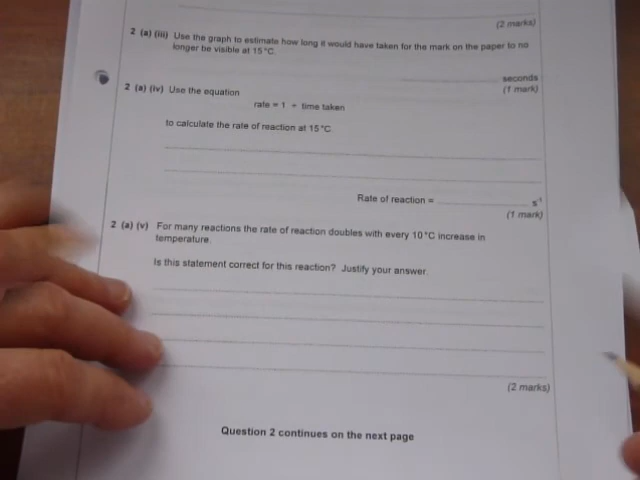 (2 marks)
2 (a) (iii) Use the graph to estimate how long it would have taken for the mark on the paper to no
longer be visible at 15°C.
seconds
(1 mark)
2 (a) (iv) Use the equation
rate = 1 ÷ time taken
to calculate the rate of reaction at 15°C.
Rate of reaction = s⁻¹
(1 mark)
2 (a) (v) For many reactions the rate of reaction doubles with every 10°C increase in
temperature.
Is this statement correct for this reaction? Justify your answer.
(2 marks)
Question 2 continues on the next page